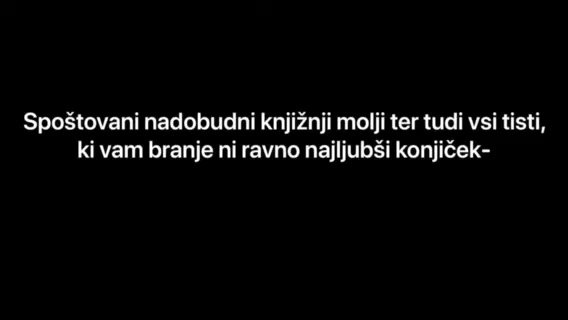 Spoštovani nadobudni knjižnji molji ter tudi vsi tisti,
ki vam branje ni ravno najljubši konjiček-